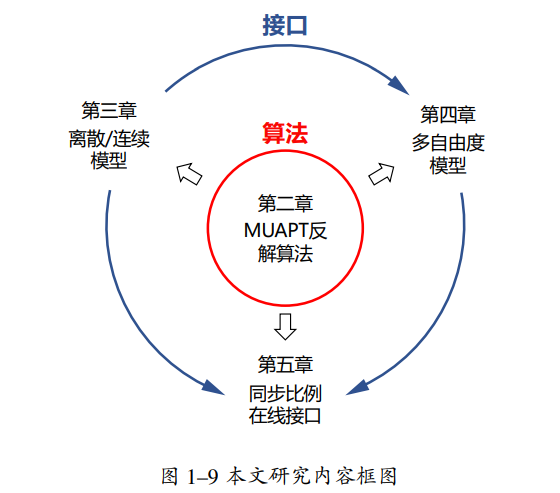 接口
第三章
离散/连续
模型
算法
第四章
多自由度
模型
第二章
MUAPT反
解算法
第五章
同步比例
在线接口
图 1–9 本文研究内容框图